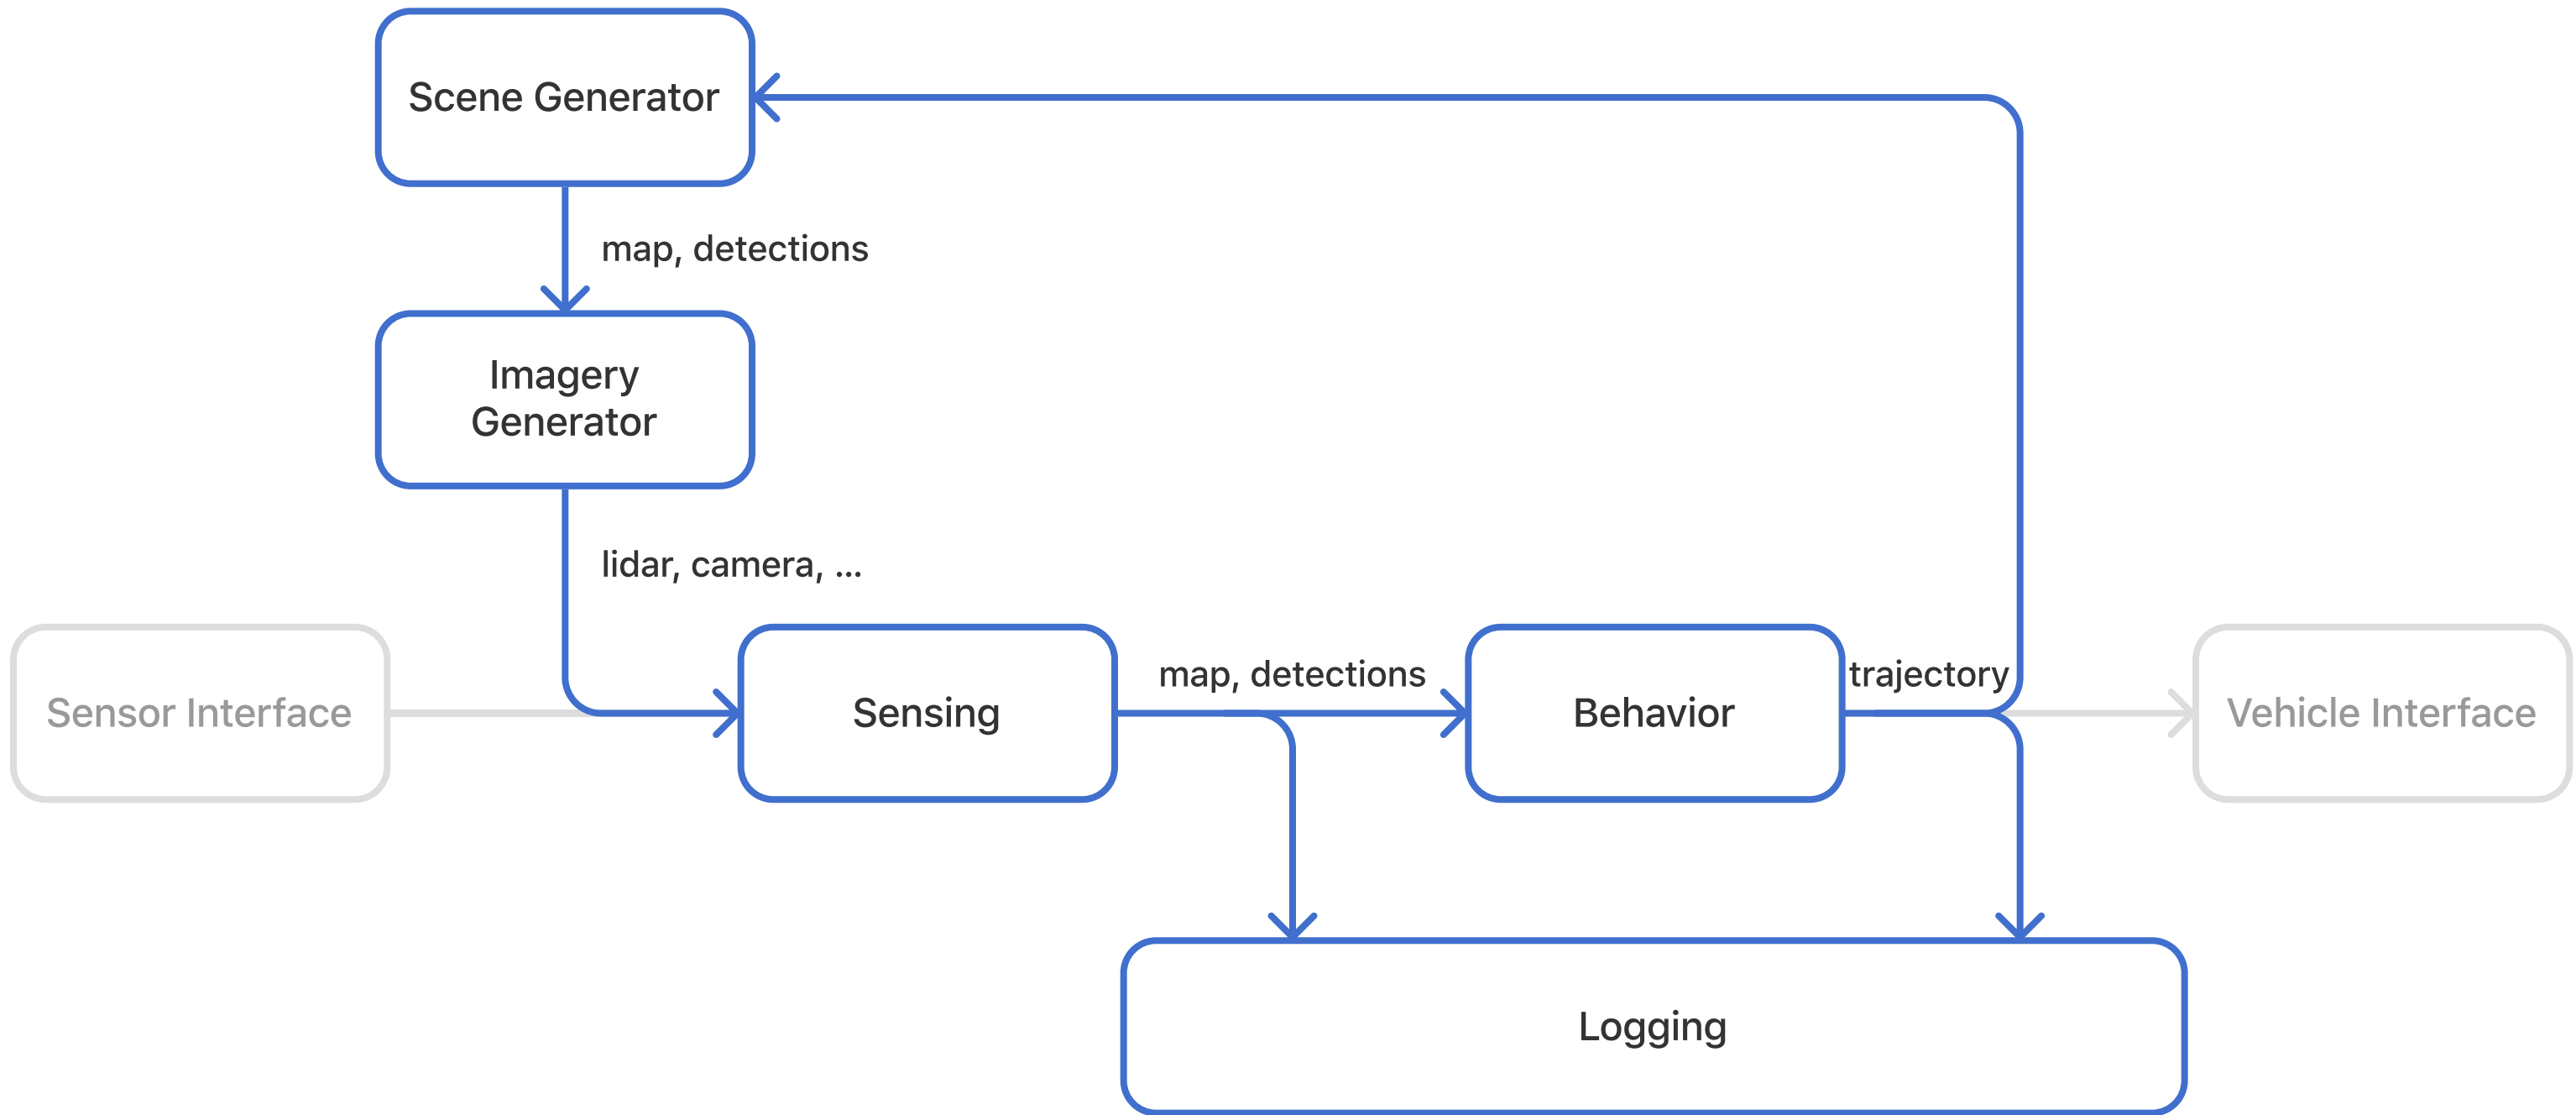 Scene Generator
map, detections
Imagery
Generator
lidar, camera, ...
Sensor Interface
Sensing
map, detections
Behavior
trajectory
Vehicle Interface
Logging